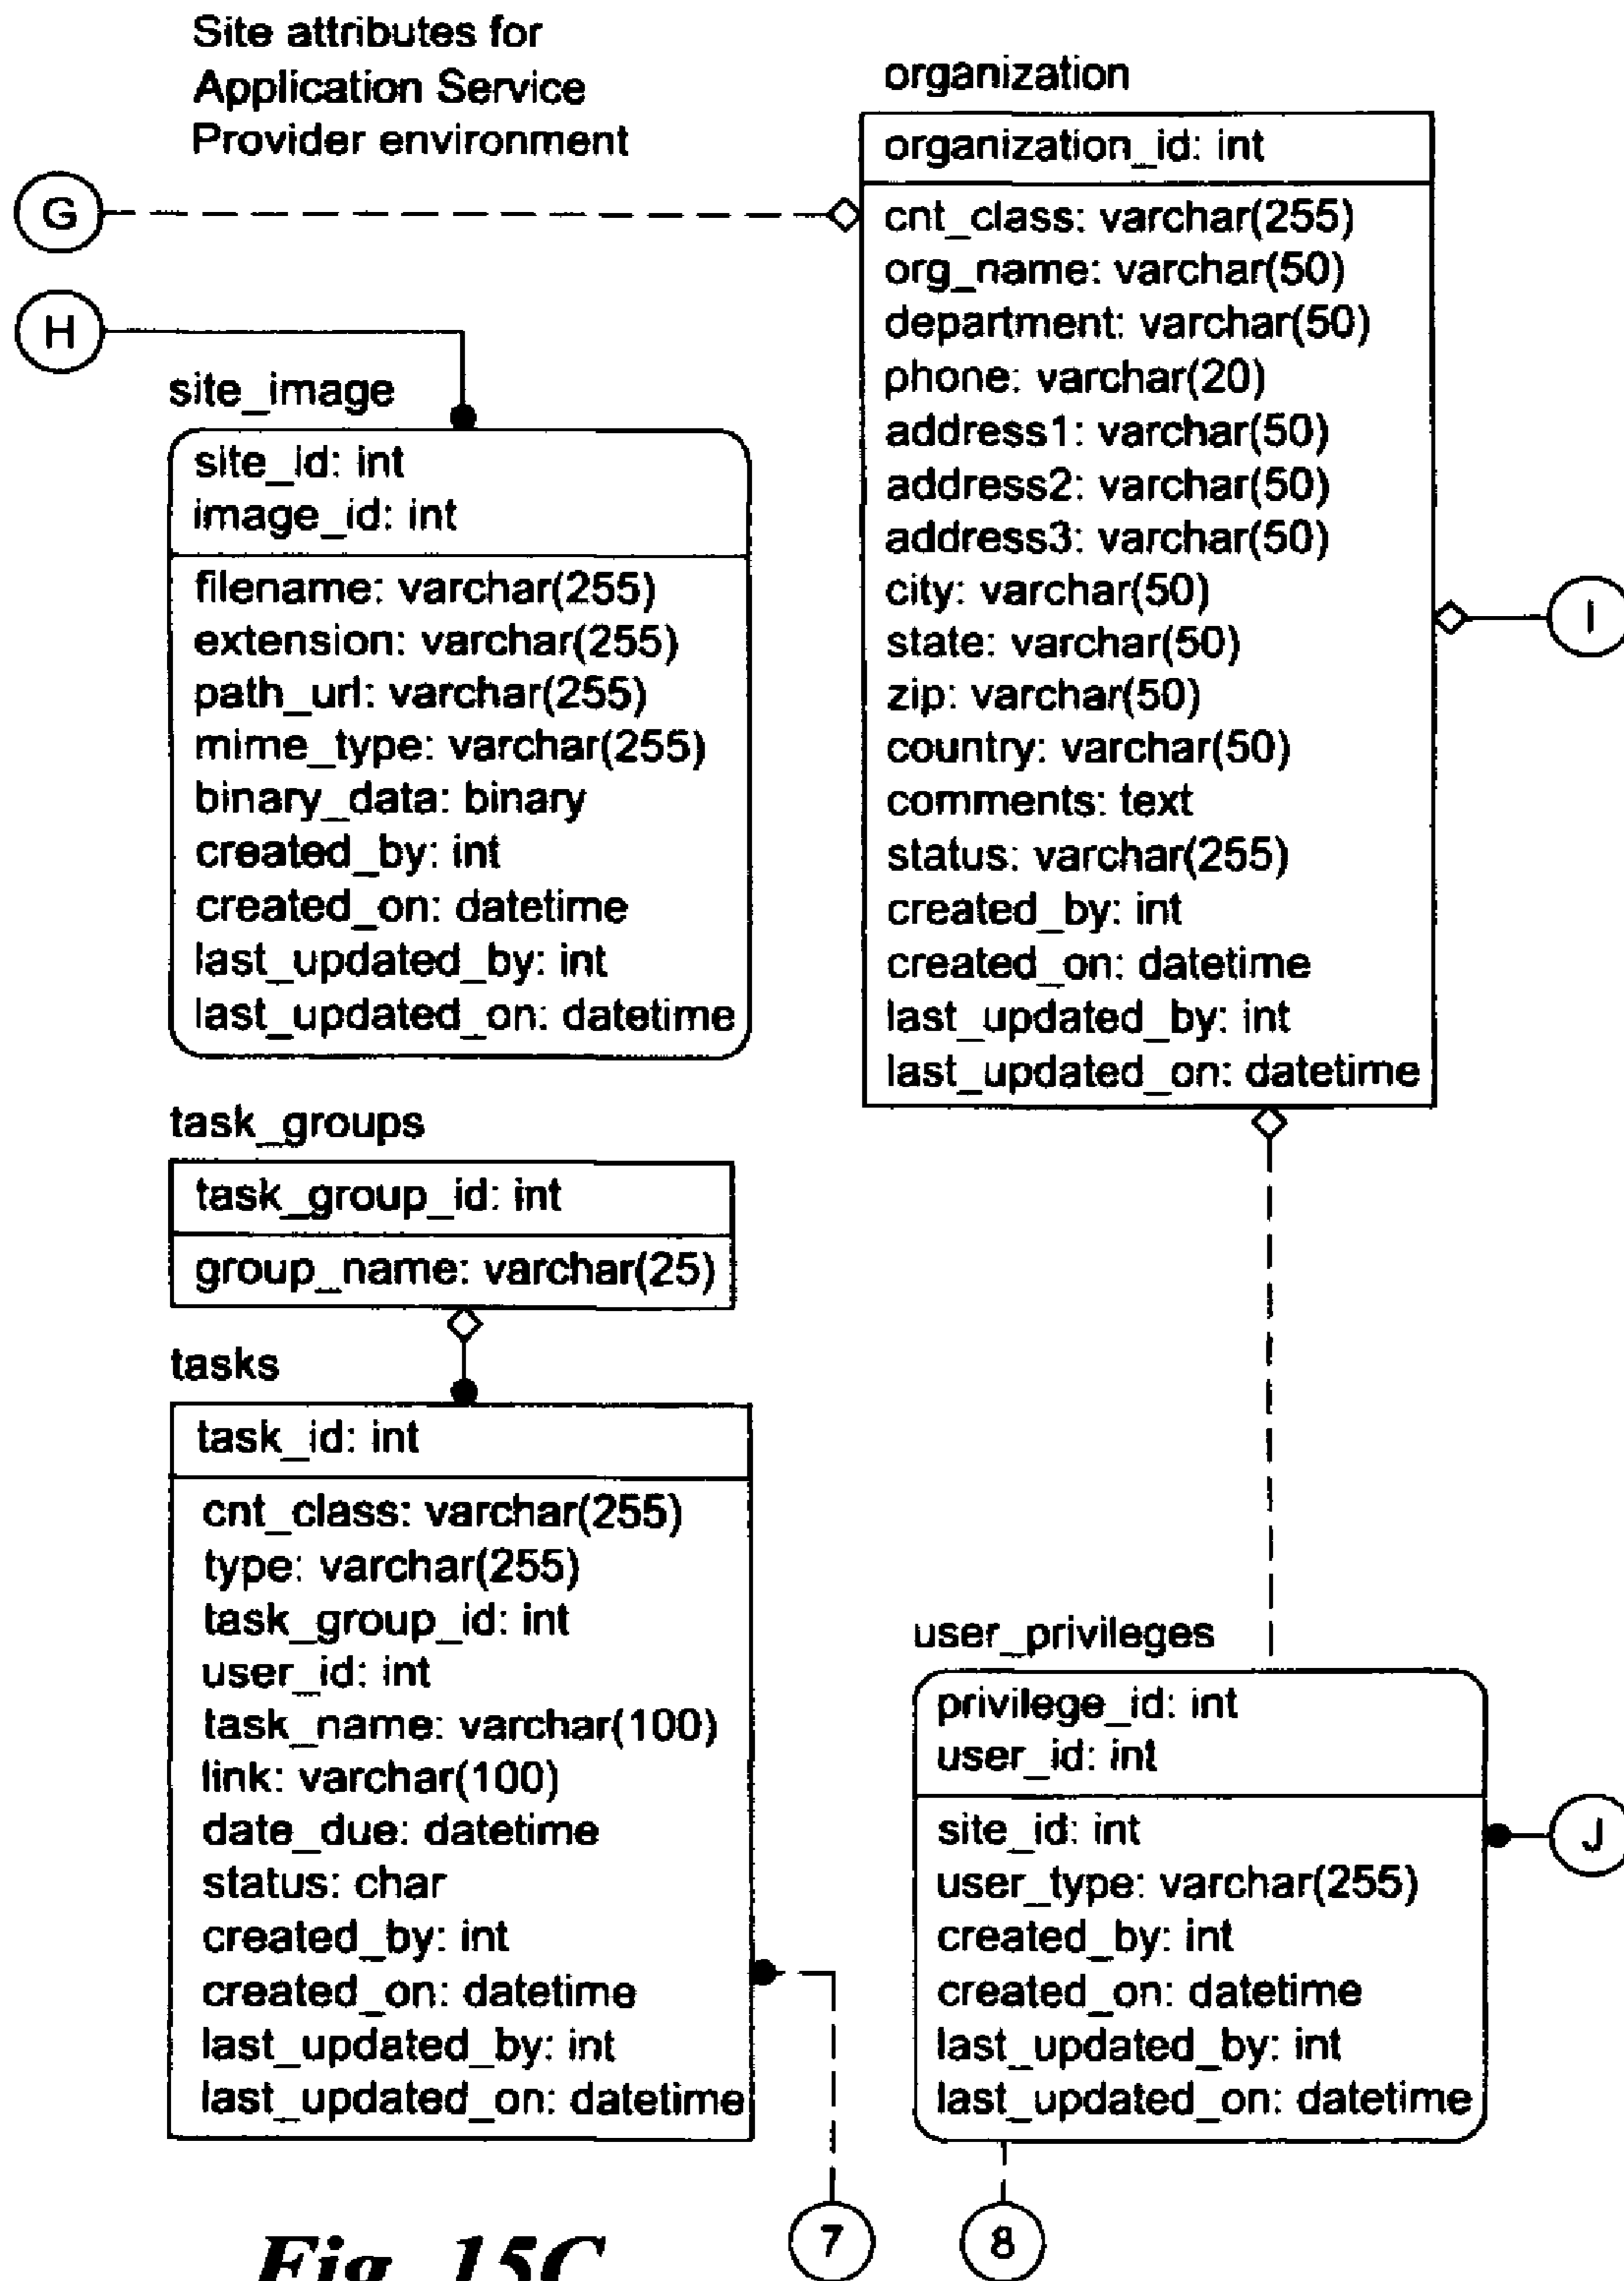 Site attributes for
Application Service
Provider environment
G
H
site_image
site_id: int
image_id: int
filename: varchar(255)
extension: varchar(255)
path_url: varchar(255)
mime_type: varchar(255)
binary_data: binary
created_by: int
created_on: datetime
last_updated_by: int
last_updated_on: datetime
organization
organization_id: int
cnt_class: varchar(255)
org_name: varchar(50)
department: varchar(50)
phone: varchar(20)
address1: varchar(50)
address2: varchar(50)
address3: varchar(50)
city: varchar(50)
state: varchar(50)
zip: varchar(50)
country: varchar(50)
comments: text
status: varchar(255)
created_by: int
created_on: datetime
last_updated_by: int
last_updated_on: datetime
I
task_groups
task_group_id: int
group_name: varchar(25)
tasks
task_id: int
cnt_class: varchar(255)
type: varchar(255)
task_group_id: int
user_id: int
task_name: varchar(100)
link: varchar(100)
date_due: datetime
status: char
created_by: int
created_on: datetime
last_updated_by: int
last_updated_on: datetime
user_privileges
privilege_id: int
user_id: int
site_id: int
user_type: varchar(255)
created_by: int
created_on: datetime
last_updated_by: int
last_updated_on: datetime
J
7
8
Fig. 15C